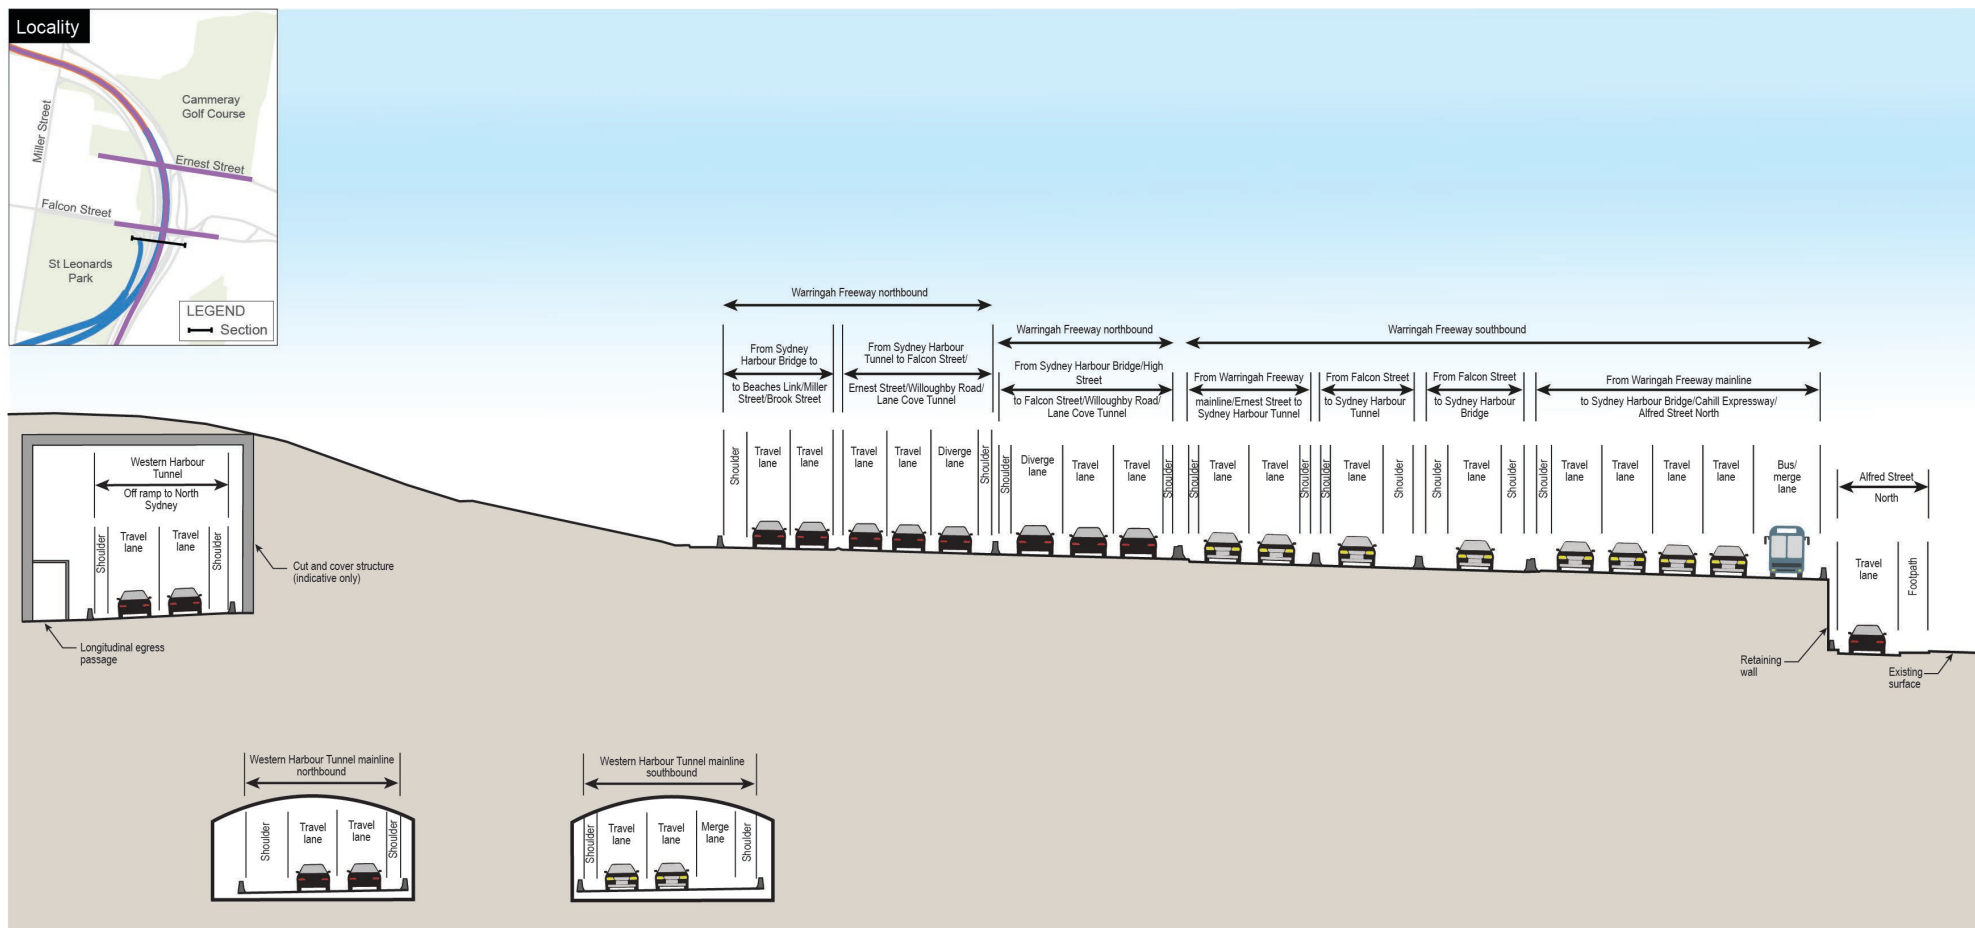 Locality
Cammeray
Golf Course
Miller Street
Ernest Street
Falcon Street
St Leonards
Park
LEGEND
Section
Warringah Freeway northbound
Warringah Freeway northbound
Warringah Freeway southbound
From Sydney
Harbour Bridge to
to Beaches Link/Miller
Street/Brook Street
From Sydney Harbour
Tunnel to Falcon Street/
Ernest Street/Willoughby Road/
Lane Cove Tunnel
From Sydney Harbour Bridge/High
Street
to Falcon Street/Willoughby Road/
Lane Cove Tunnel
From Warringah Freeway
mainline/Ernest Street to
Sydney Harbour Tunnel
From Falcon Street
to Sydney Harbour
Tunnel
From Falcon Street
to Sydney Harbour
Bridge
From Waringah Freeway mainline
to Sydney Harbour Bridge/Cahill Expressway/
Alfred Street North
Shoulder
Travel
lane
Travel
lane
Travel
lane
Travel
lane
Diverge
lane
Shoulder
Shoulder
Diverge
lane
Travel
lane
Travel
lane
Shoulder
Shoulder
Travel
lane
Travel
lane
Shoulder
Shoulder
Travel
lane
Shoulder
Shoulder
Travel
lane
Shoulder
Shoulder
Travel
lane
Travel
lane
Travel
lane
Travel
lane
Bus/
merge
lane
Alfred Street
North
Travel
lane
Footpath
Western Harbour
Tunnel
Off ramp to North
Sydney
Shoulder
Travel
lane
Travel
lane
Shoulder
Cut and cover structure
(indicative only)
Longitudinal egress
passage
Retaining
wall
Existing
surface
Western Harbour Tunnel mainline
northbound
Shoulder
Travel
lane
Travel
lane
Shoulder
Western Harbour Tunnel mainline
southbound
Shoulder
Travel
lane
Travel
lane
Merge
lane
Shoulder